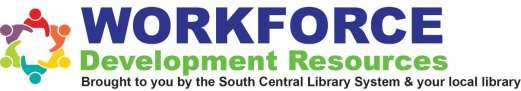 WORKFORCE
Development Resources
Brought to you by the South Central Library System & your local library